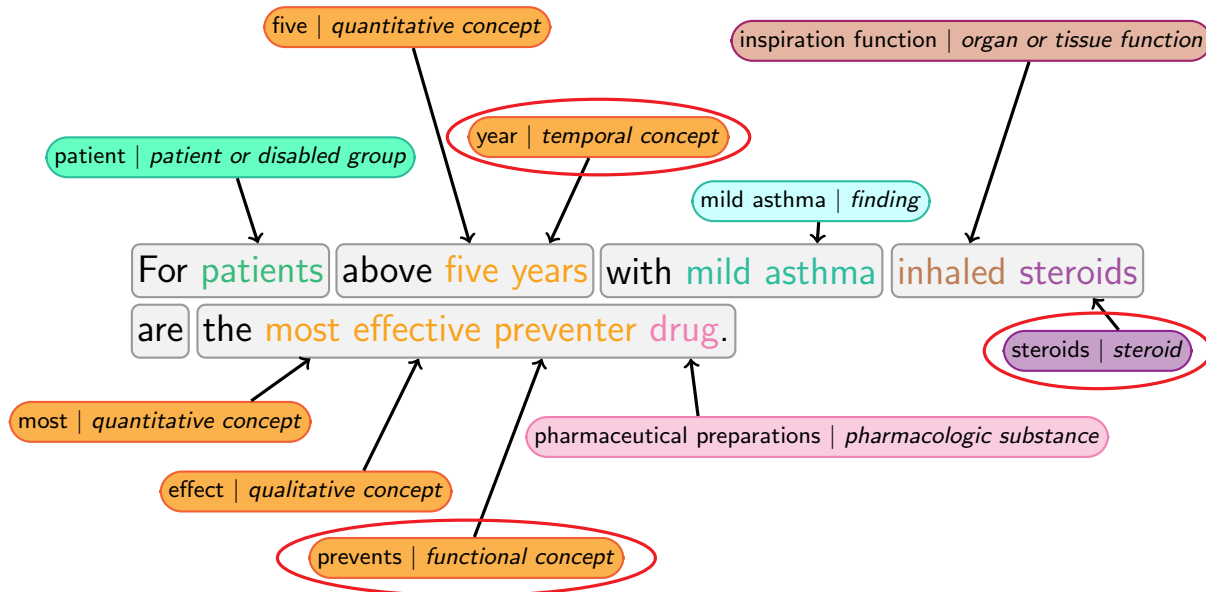 five | quantitative concept
inspiration function | organ or tissue function
year | temporal concept
patient | patient or disabled group
mild asthma | finding
For patients above five years with mild asthma inhaled steroids
are the most effective preventer drug.
steroids | steroid
most | quantitative concept
pharmaceutical preparations | pharmacologic substance
effect | qualitative concept
prevents | functional concept